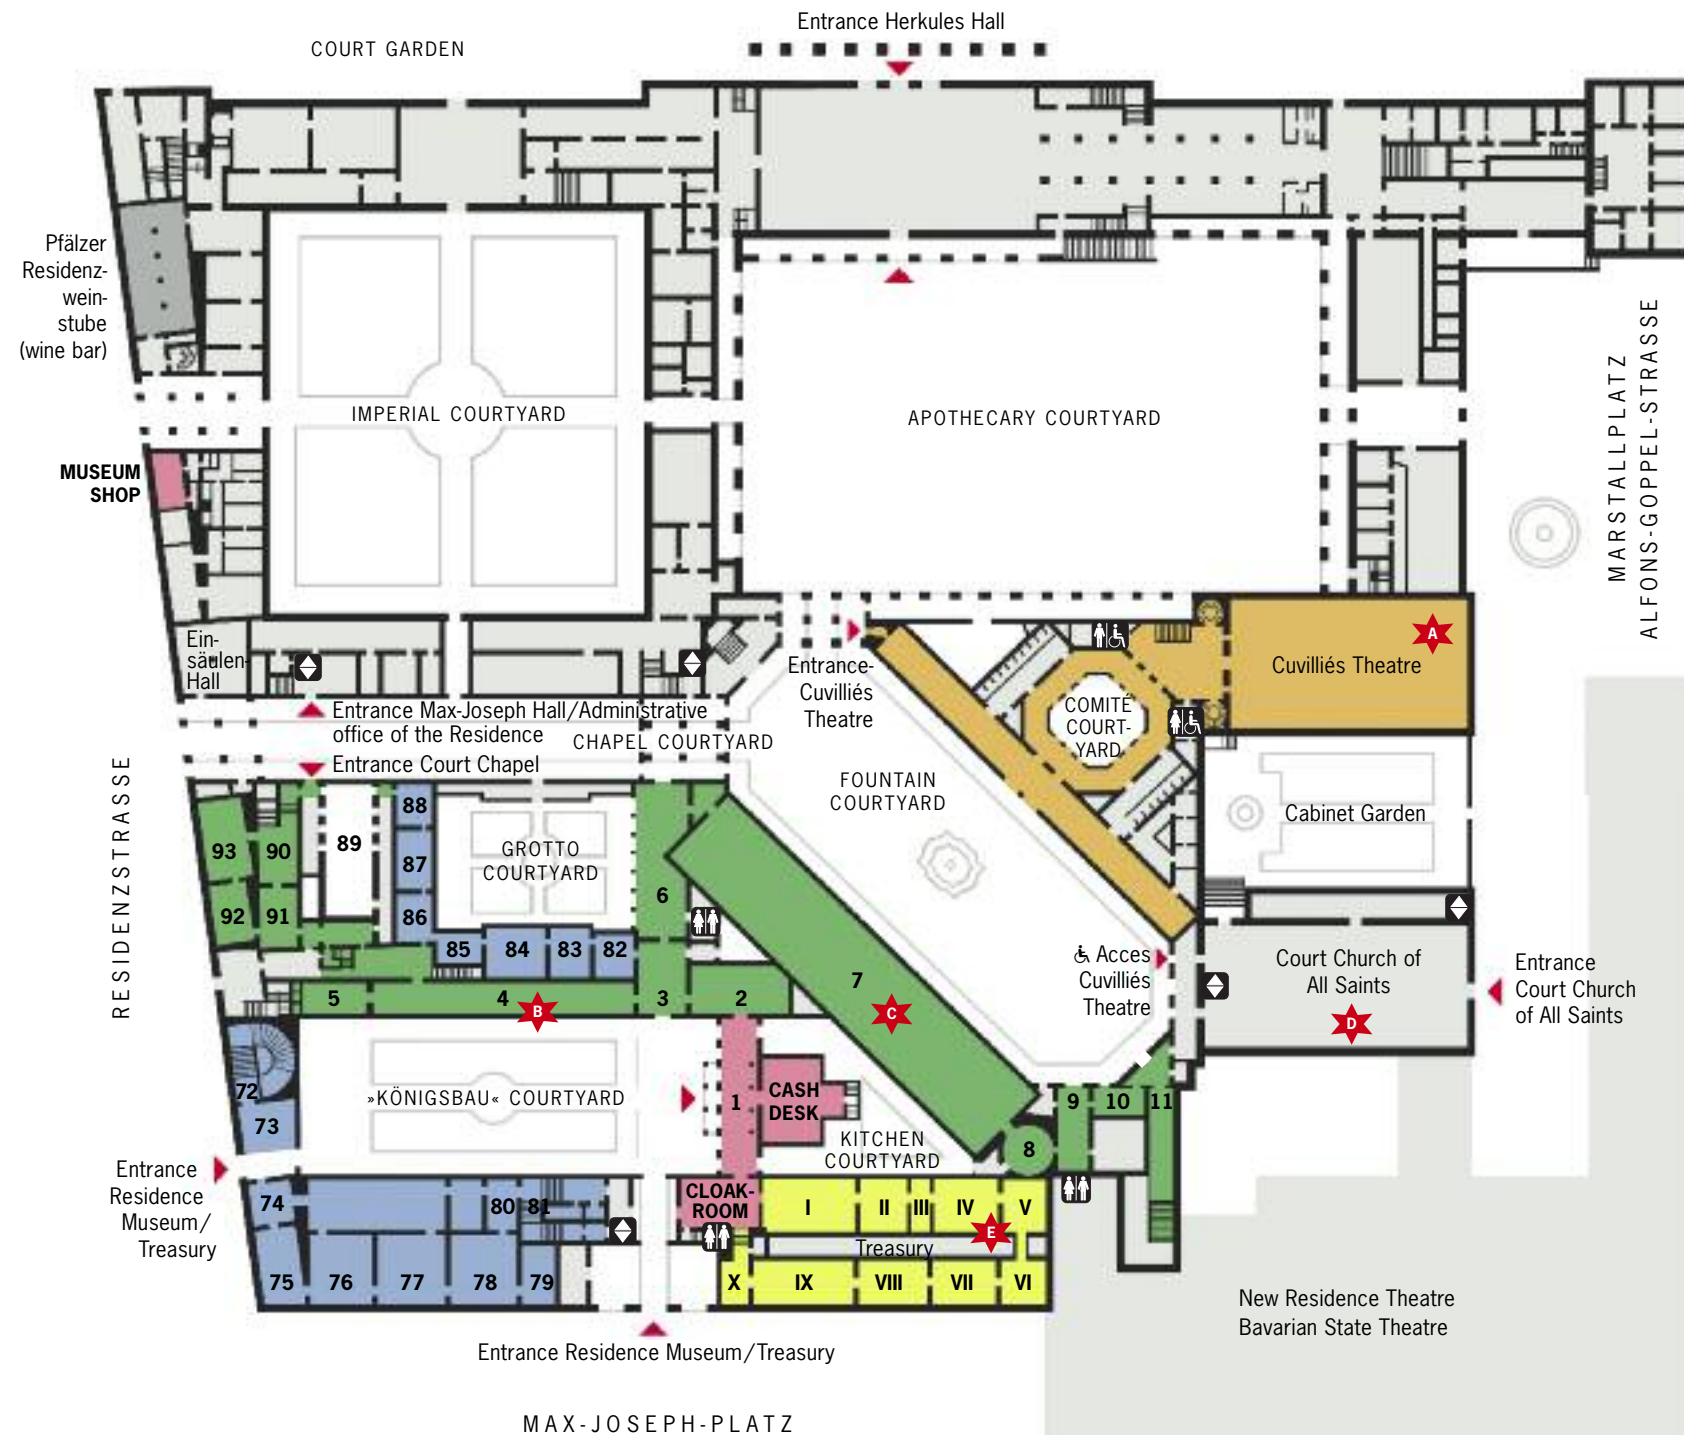 Entrance Herkules Hall
COURT GARDEN
Pfälzer
Residenz-
wein-
stube
(wine bar)
IMPERIAL COURTYARD
APOTHECARY COURTYARD
MARSTALLPLATZ
ALFONS-GOPPEL-STRASSE
MUSEUM
SHOP
Ein-
säulen-
Hall
Entrance Max-Joseph Hall/Administrative
office of the Residence
CHAPEL COURTYARD
Entrance Court Chapel
Entrance-
Cuvilliés
Theatre
COMITÉ
COURT-
YARD
A
Cuvilliés Theatre
FOUNTAIN
COURTYARD
Cabinet Garden
RESIDENZSTRASSE
88
93
90
89
87
GROTTO
COURTYARD
6
92
91
86
85
84
83
82
5
4
B
3
2
7
C
Acces
Cuvilliés
Theatre
Court Church of
All Saints
D
Entrance
Court Church
of All Saints
72
73
»KÖNIGSBAU« COURTYARD
1
CASH
DESK
KITCHEN
COURTYARD
8
9
10
11
Entrance
Residence
Museum/
Treasury
74
80
81
CLOAK-
ROOM
I
II
III
IV
V
E
Treasury
75
76
77
78
79
X
IX
VIII
VII
VI
New Residence Theatre
Bavarian State Theatre
Entrance Residence Museum/Treasury
MAX-JOSEPH-PLATZ